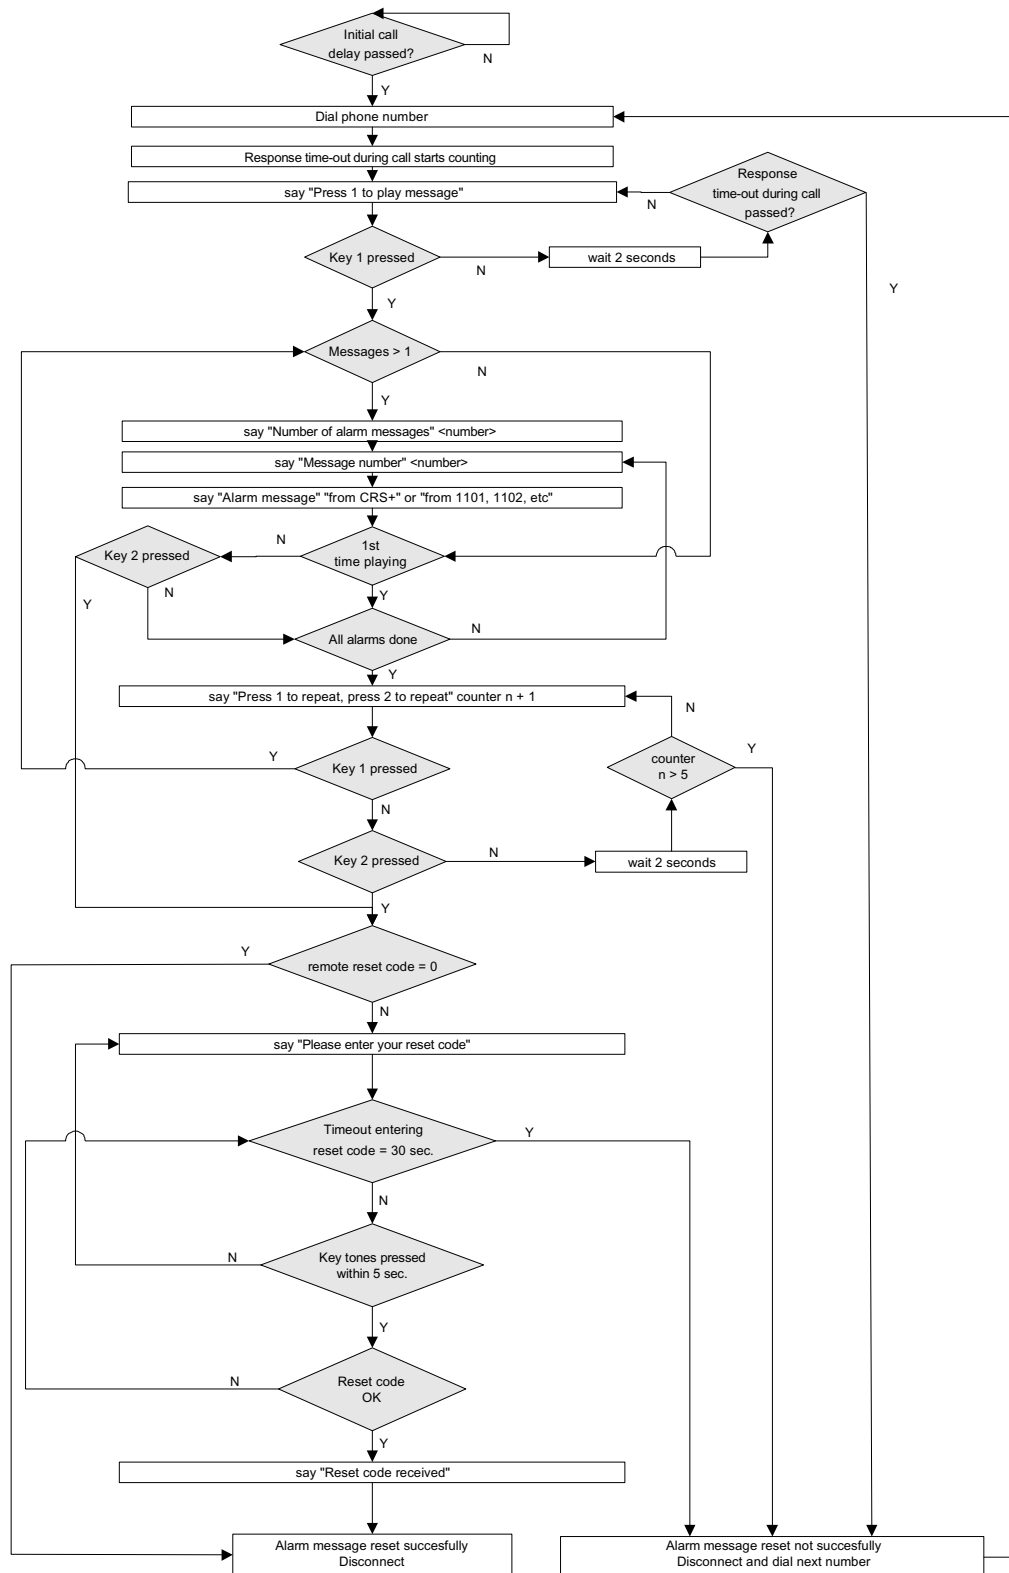 Initial call
delay passed?
N
Y
Dial phone number
Response time-out during call starts counting
say "Press 1 to play message"
Response
time-out during call
passed?
N
Y
Key 1 pressed
N
wait 2 seconds
Y
Messages > 1
N
Y
say "Number of alarm messages" <number>
say "Message number" <number>
say "Alarm message" "from CRS+" or "from 1101, 1102, etc"
1st
time playing
N
Key 2 pressed
N
Y
Y
All alarms done
N
Y
say "Press 1 to repeat, press 2 to repeat" counter n + 1
N
Key 1 pressed
Y
counter
n > 5
Y
N
Key 2 pressed
N
wait 2 seconds
Y
remote reset code = 0
Y
N
say "Please enter your reset code"
Timeout entering
reset code = 30 sec.
Y
N
Key tones pressed
within 5 sec.
N
Y
Reset code
OK
N
Y
say "Reset code received"
Alarm message reset succesfully
Disconnect
Alarm message reset not succesfully
Disconnect and dial next number